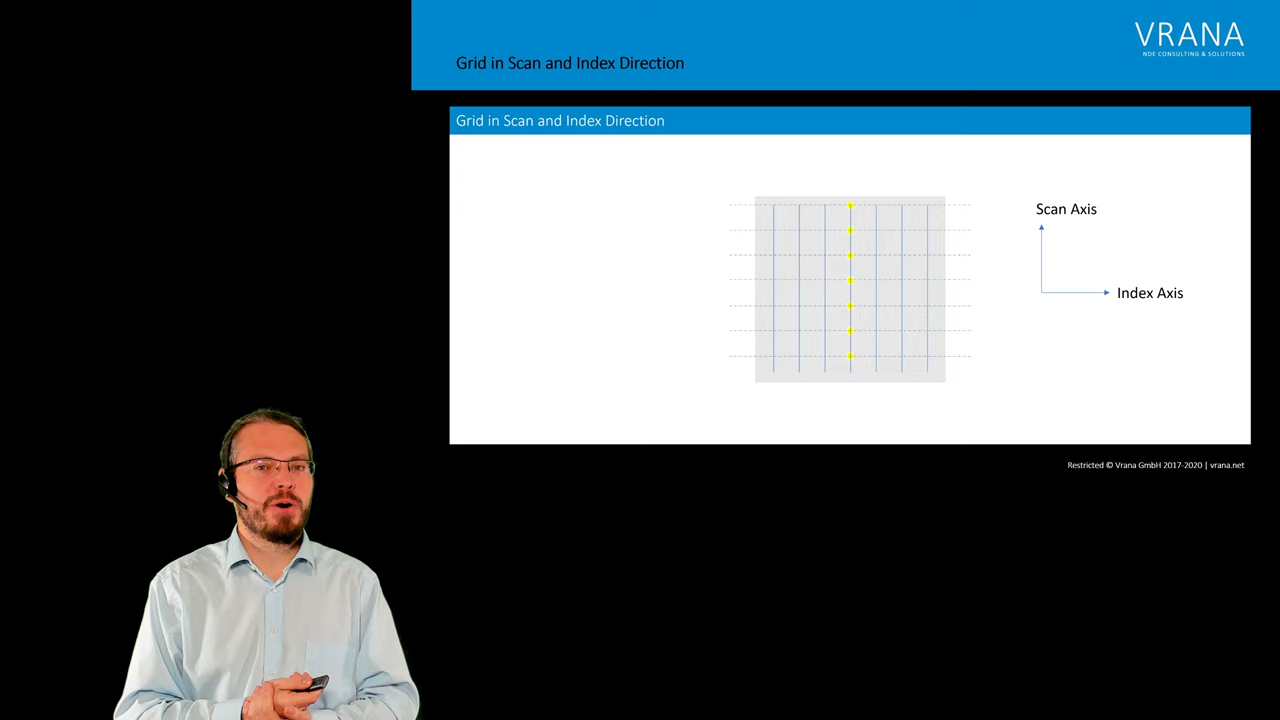 VRANA
NDE CONSULTING & SOLUTIONS
Grid in Scan and Index Direction
Grid in Scan and Index Direction
Scan Axis
Index Axis
Restricted © Vrana GmbH 2017-2020 | vrana.net